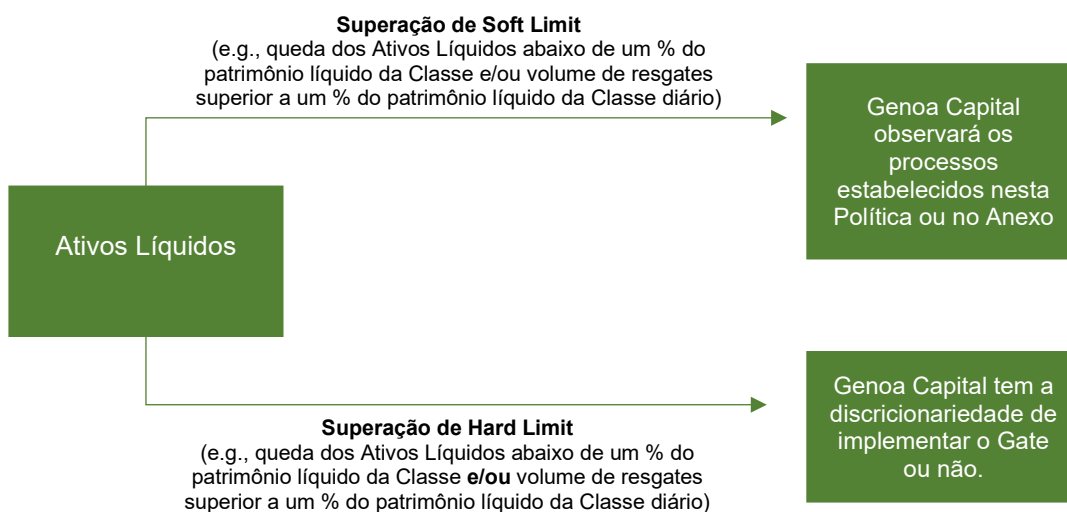 Superação de Soft Limit
(e.g., queda dos Ativos Líquidos abaixo de um % do
patrimônio líquido da Classe e/ou volume de resgates
superior a um % do patrimônio líquido da Classe diário)
Genoa Capital
observará os
processos
estabelecidos nesta
Política ou no Anexo
Ativos Líquidos
Genoa Capital tem a
discricionariedade de
implementar o Gate
ou não.
Superação de Hard Limit
(e.g., queda dos Ativos Líquidos abaixo de um % do
patrimônio líquido da Classe e/ou volume de resgates
superior a um % do patrimônio líquido da Classe diário)